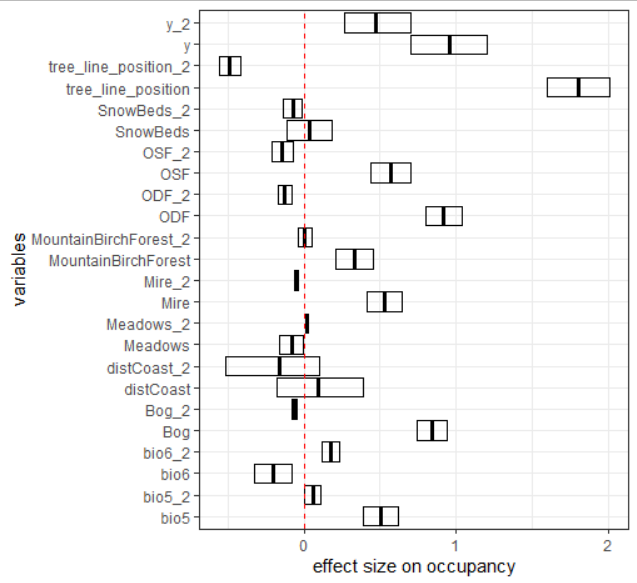 y_2
y
tree_line_position_2
tree_line_position
SnowBeds_2
SnowBeds
OSF_2
OSF
ODF_2
ODF
MountainBirchForest_2
MountainBirchForest
Mire_2
Mire
Meadows_2
Meadows
distCoast_2
distCoast
Bog_2
Bog
bio6_2
bio6
bio5_2
bio5
variables
0 1 2
effect size on occupancy